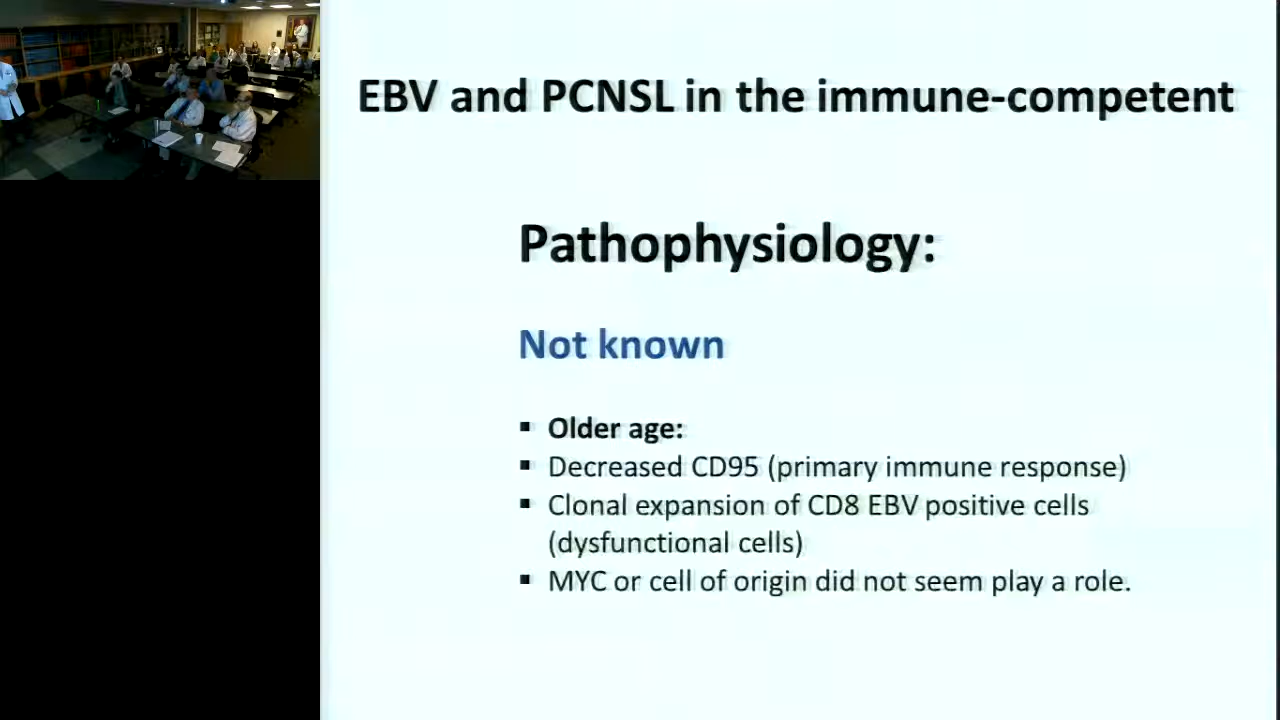 EBV and PCNSL in the immune-competent
Pathophysiology:
Not known
▪ Older age:
▪ Decreased CD95 (primary immune response)
▪ Clonal expansion of CD8 EBV positive cells
(dysfunctional cells)
▪ MYC or cell of origin did not seem play a role.